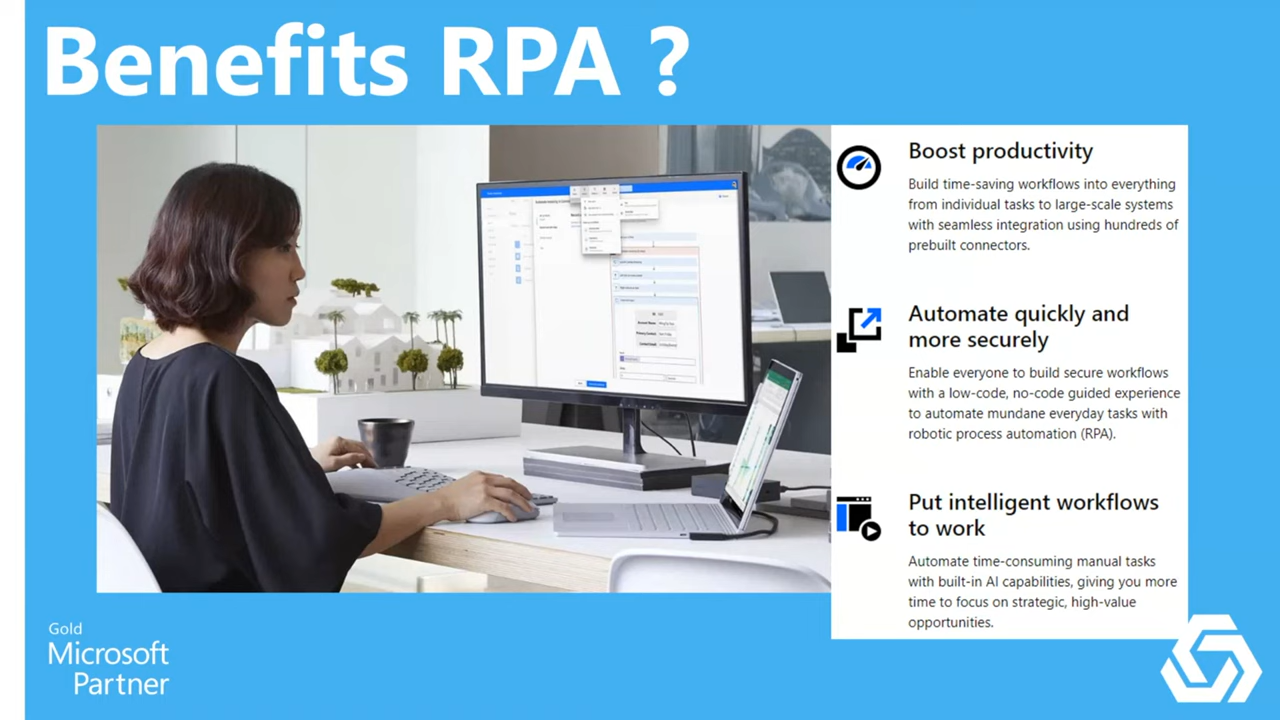 Benefits RPA ?
Boost productivity
Build time-saving workflows into everything
from individual tasks to large-scale systems
with seamless integration using hundreds of
prebuilt connectors.
Automate quickly and
more securely
Enable everyone to build secure workflows
with a low-code, no-code guided experience
to automate mundane everyday tasks with
robotic process automation (RPA).
Put intelligent workflows
to work
Automate time-consuming manual tasks
with built-in AI capabilities, giving you more
time to focus on strategic, high-value
opportunities.
Gold
Microsoft
Partner